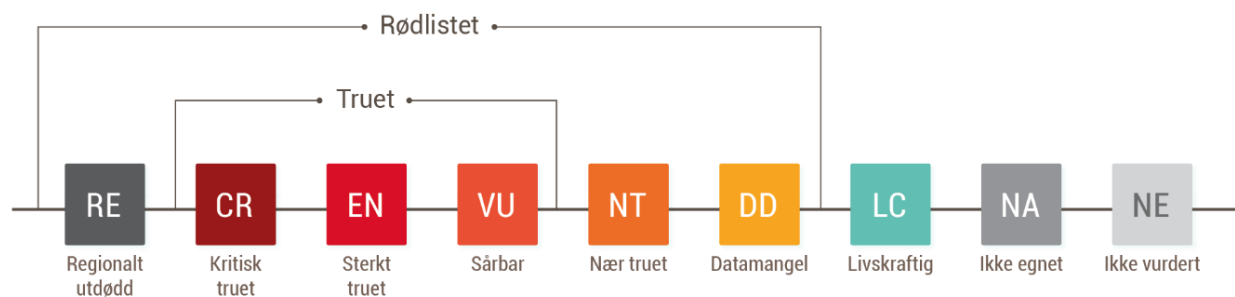 Rødlistet
Truet
RE
CR
EN
VU
NT
DD
LC
NA
NE
Regionalt
utdødd
Kritisk
truet
Sterkt
truet
Sårbar
Nær truet
Datamangel
Livskraftig
Ikke egnet
Ikke vurdert